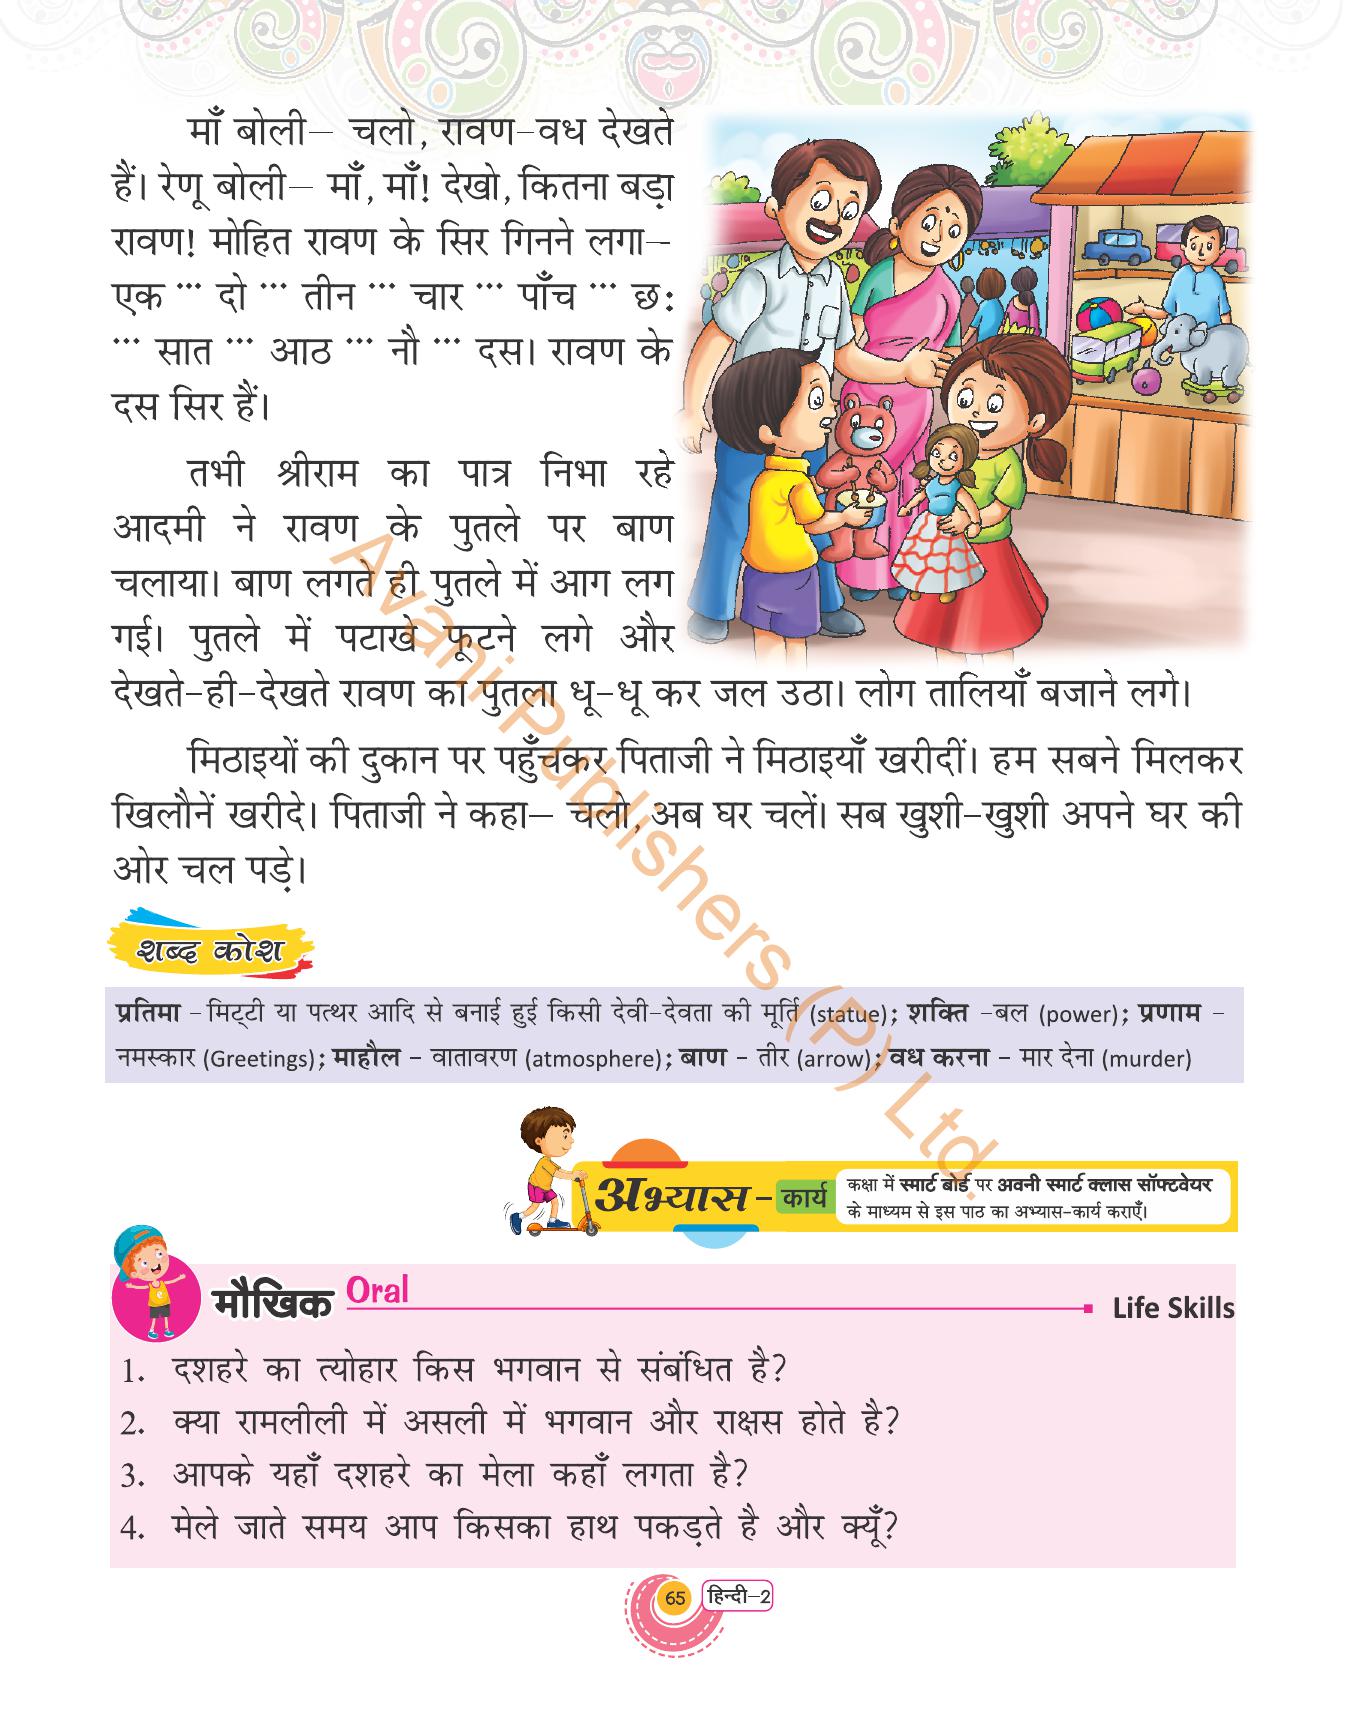 माँ बोली– चलो, रावण-वध देखते
हैं। रेणू बोली– माँ, माँ! देखो, कितना बड़ा
रावण! मोहित रावण के सिर गिनने लगा–
एक ··· दो ··· तीन ··· चार ··· पाँच ··· छः
··· सात ··· आठ ··· नौ ··· दस। रावण के
दस सिर हैं।
तभी श्रीराम का पात्र निभा रहे
आदमी ने रावण के पुतले पर बाण
चलाया। बाण लगते ही पुतले में आग लग
गई। पुतले में पटाखे फूटने लगे और
देखते-ही-देखते रावण का पुतला धू-धू कर जल उठा। लोग तालियाँ बजाने लगे।
मिठाइयों की दुकान पर पहुँचकर पिताजी ने मिठाइयाँ खरीदीं। हम सबने मिलकर
खिलौनें खरीदे। पिताजी ने कहा– चलो, अब घर चलें। सब खुशी-खुशी अपने घर की
ओर चल पड़े।
Avani Publishers (P) Ltd.
शब्द कोश
प्रतिमा – मिट्टी या पत्थर आदि से बनाई हुई किसी देवी-देवता की मूर्ति (statue); शक्ति -बल (power); प्रणाम -
नमस्कार (Greetings); माहौल – वातावरण (atmosphere); बाण – तीर (arrow); वध करना – मार देना (murder)
अभ्यास – कार्य
कक्षा में स्मार्ट बोर्ड पर अवनी स्मार्ट क्लास सॉफ्टवेयर
के माध्यम से इस पाठ का अभ्यास-कार्य कराएँ।
मौखिक Oral Life Skills
1. दशहरे का त्योहार किस भगवान से संबंधित है?
2. क्या रामलीली में असली में भगवान और राक्षस होते है?
3. आपके यहाँ दशहरे का मेला कहाँ लगता है?
4. मेले जाते समय आप किसका हाथ पकड़ते है और क्यूँ?
65 हिन्दी–2